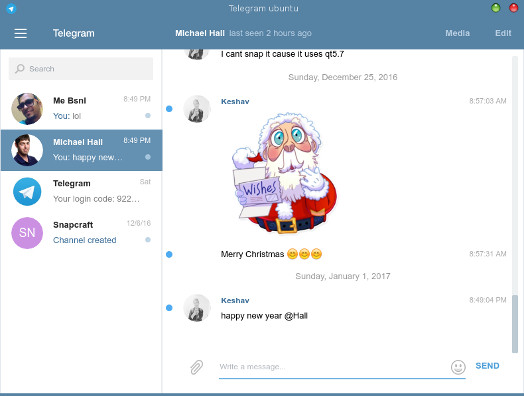 Telegram ubuntu
Telegram
Michael Hall last seen 2 hours ago
Media
Edit
Search
Me Bsnl 8:49 PM
You: lol
Michael Hall 8:49 PM
You: happy new...
Telegram Sat
Your login code: 922...
SN
Snapcraft 12/6/16
Channel created
I cant snap it cause it uses qt5.7
Sunday, December 25, 2016
Keshav 8:57:03 AM
Wishes
Merry Christmas 😊😊😊 8:57:31 AM
Sunday, January 1, 2017
Keshav 8:49:04 PM
happy new year @Hall
Write a message...
SEND